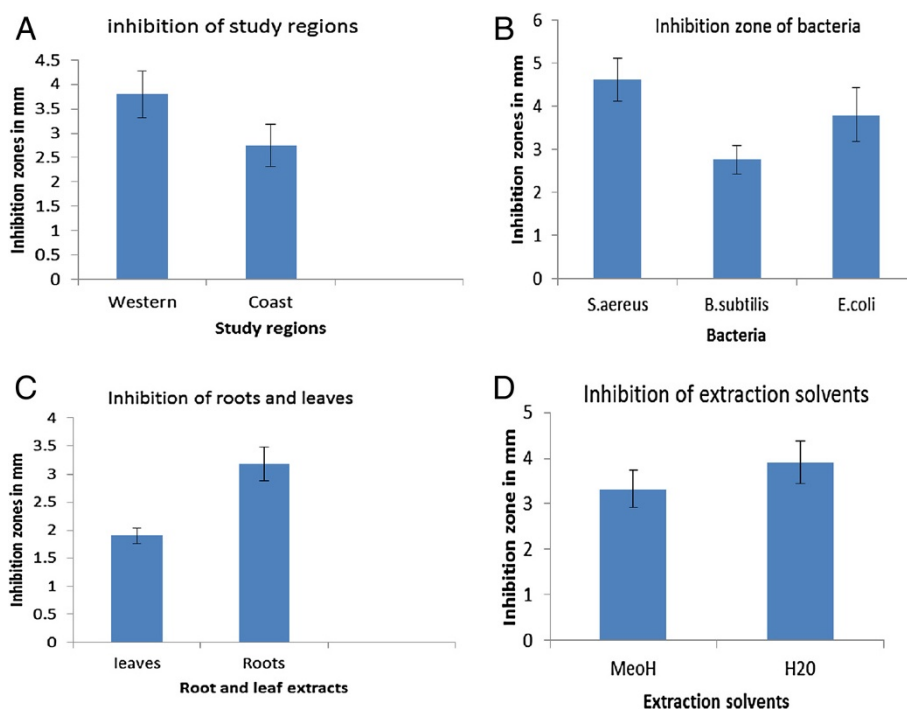 A
inhibition of study regions
Inhibition zones in mm
4.5
4
3.5
3
2.5
2
1.5
1
0.5
0
Western
Coast
Study regions
B
Inhibition zone of bacteria
Inhibition zones in mm
6
5
4
3
2
1
0
S.aereus
B.subtilis
E.coli
Bacteria
C
Inhibition of roots and leaves
Inhibition zones in mm
4
3.5
3
2.5
2
1.5
1
0.5
0
leaves
Roots
Root and leaf extracts
D
Inhibition of extraction solvents
Inhibition zone in mm
5
4
3
2
1
0
MeoH
H20
Extraction solvents